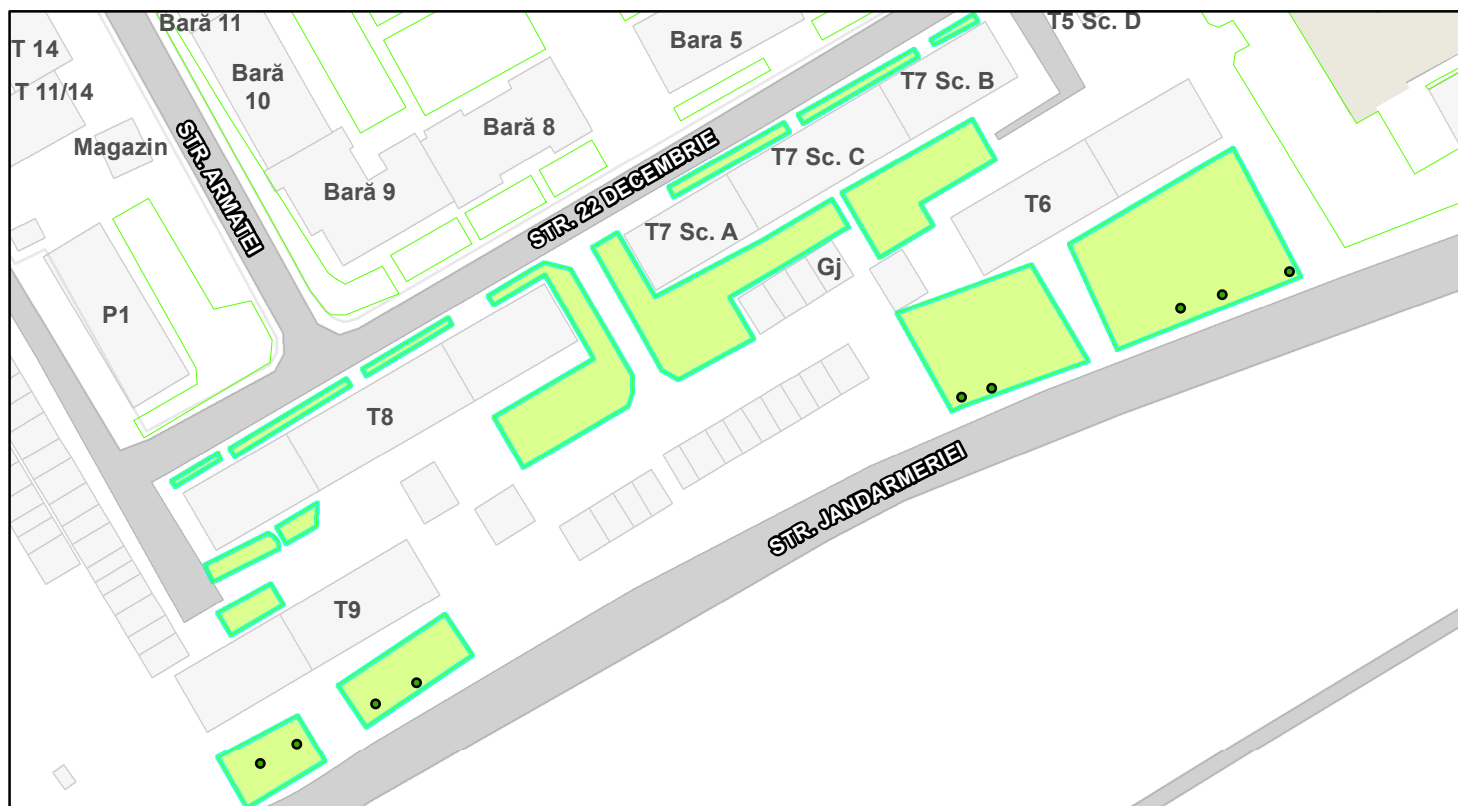 Bară 11
T5 Sc. D
T 14
Bara 5
Bară
10
T7 Sc. B
T 11/14
Bară 8
Magazin
STR. ARMATEI
T7 Sc. C
Bară 9
STR. 22 DECEMBRIE
T6
T7 Sc. A
Gj
P1
T8
STR. JANDARMERIEI
T9